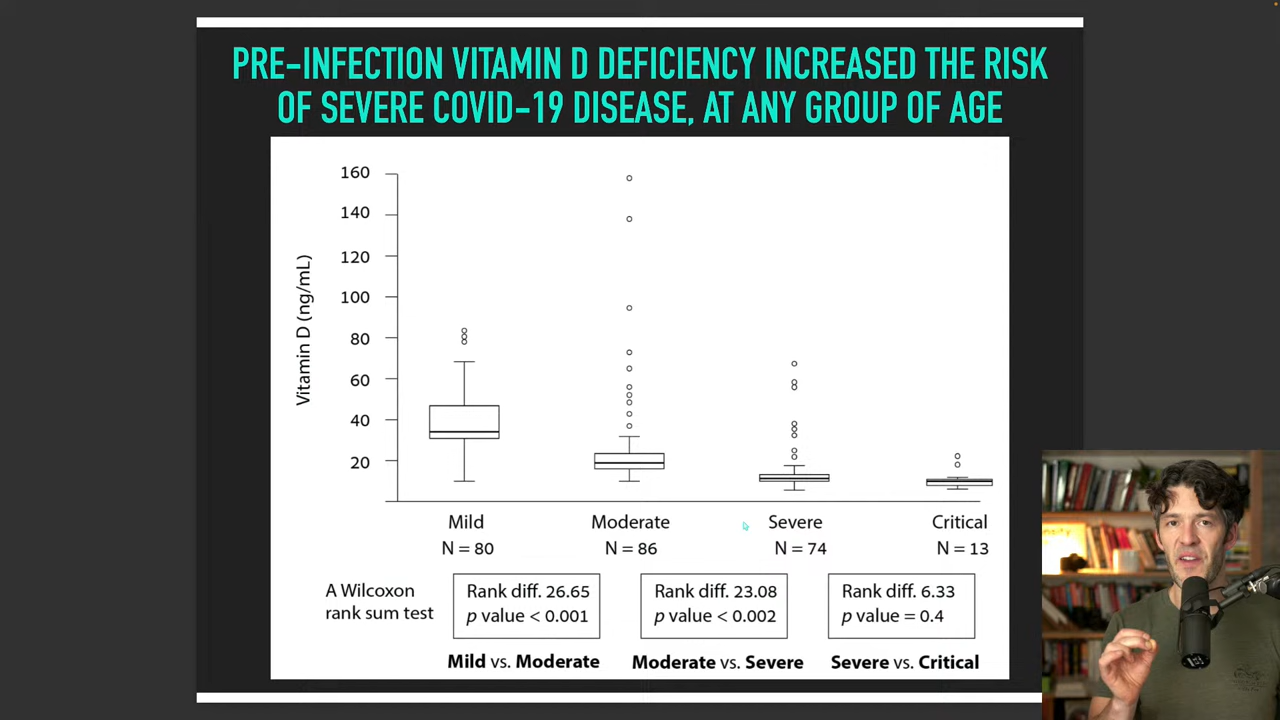 PRE-INFECTION VITAMIN D DEFICIENCY INCREASED THE RISK
OF SEVERE COVID-19 DISEASE, AT ANY GROUP OF AGE
160
140
120
100
80
60
40
20
Vitamin D (ng/mL)
Mild
N = 80
Moderate
N = 86
Severe
N = 74
Critical
N = 13
A Wilcoxon
rank sum test
Rank diff. 26.65
p value < 0.001
Mild vs. Moderate
Rank diff. 23.08
p value < 0.002
Moderate vs. Severe
Rank diff. 6.33
p value = 0.4
Severe vs. Critical